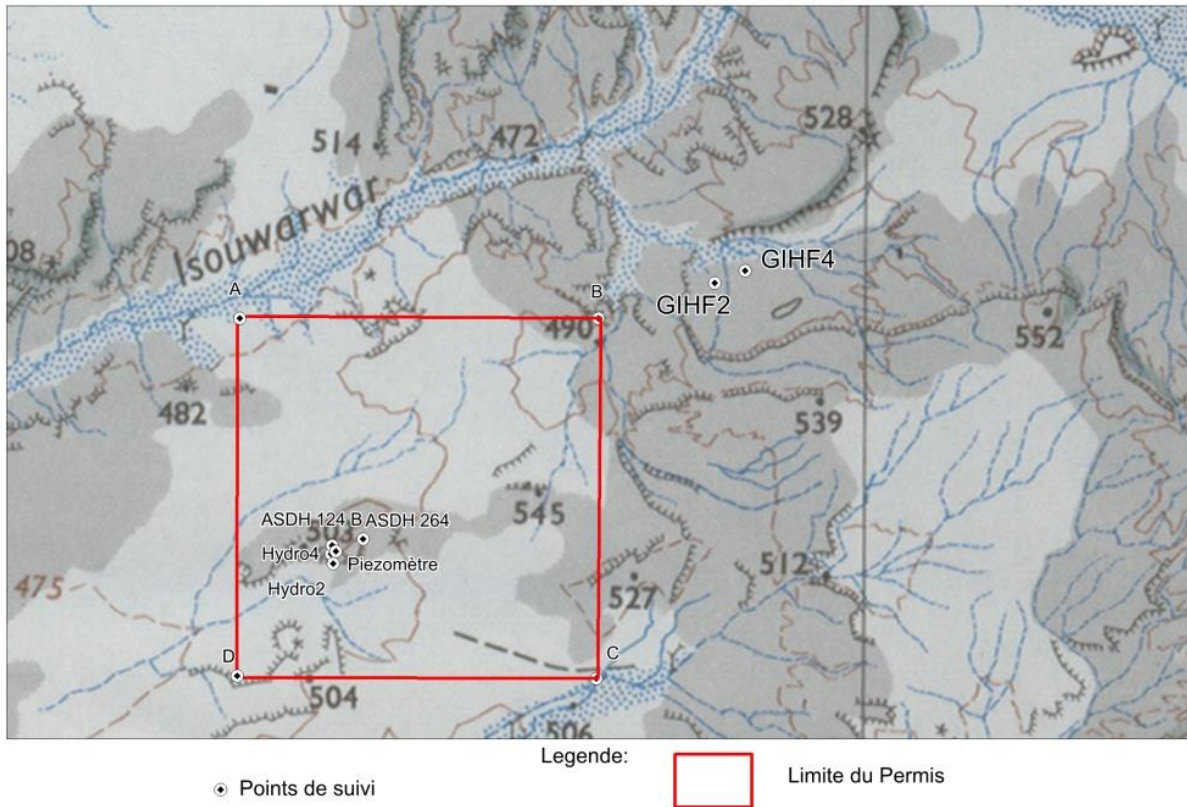 514
472
528
Isouwarwar
08
GIHF4
GIHF2
A
B
490
552
482
539
545
ASDH 124 B
ASDH 264
503
Hydro4
Piezomètre
Hydro2
475
512
527
D
C
504
506
Legende:
Points de suivi
Limite du Permis